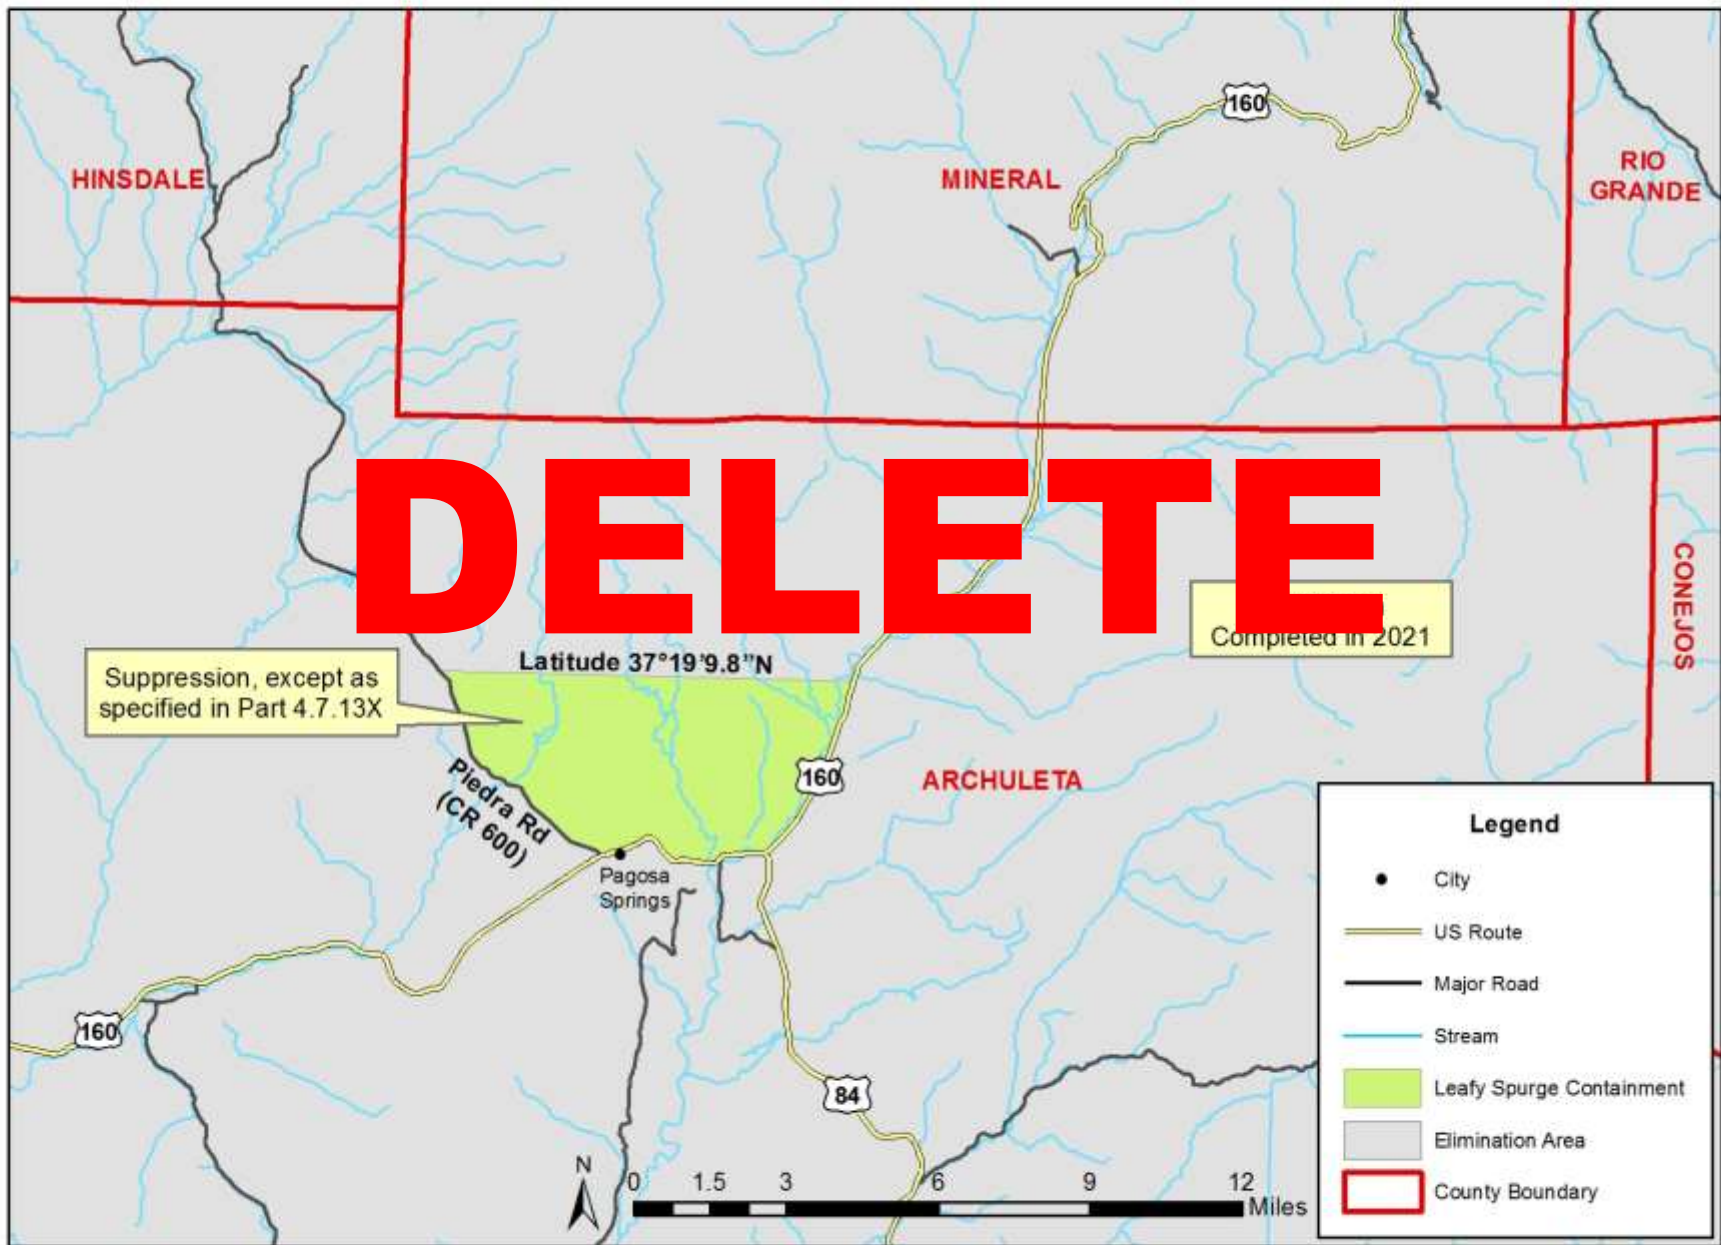 160
HINSDALE
MINERAL
RIO
GRANDE
DELETE
CONEJOS
Completed in 2021
Latitude 37°19'9.8"N
Suppression, except as
specified in Part 4.7.13X
160
ARCHULETA
Piedra Rd
(CR 600)
Pagosa
Springs
160
84
Legend
City
US Route
Major Road
Stream
Leafy Spurge Containment
Elimination Area
County Boundary
N
0 1.5 3 6 9 12
Miles